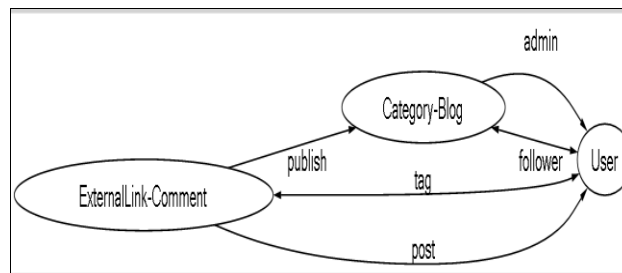 admin
Category-Blog
publish
follower
User
tag
ExternalLink-Comment
post